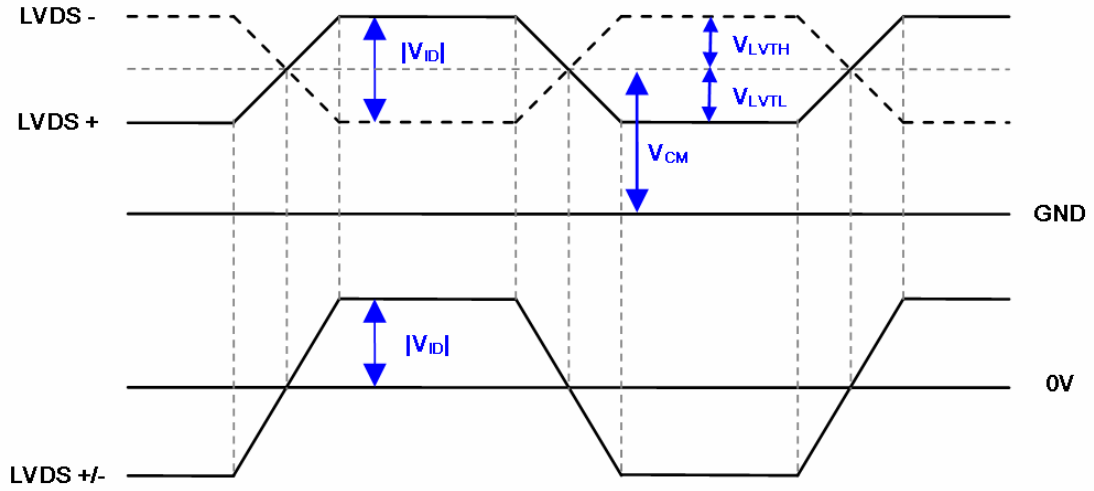 LVDS -
|VID|
VLVTH
LVDS +
VLVTL
VCM
GND
|VID|
0V
LVDS +/-